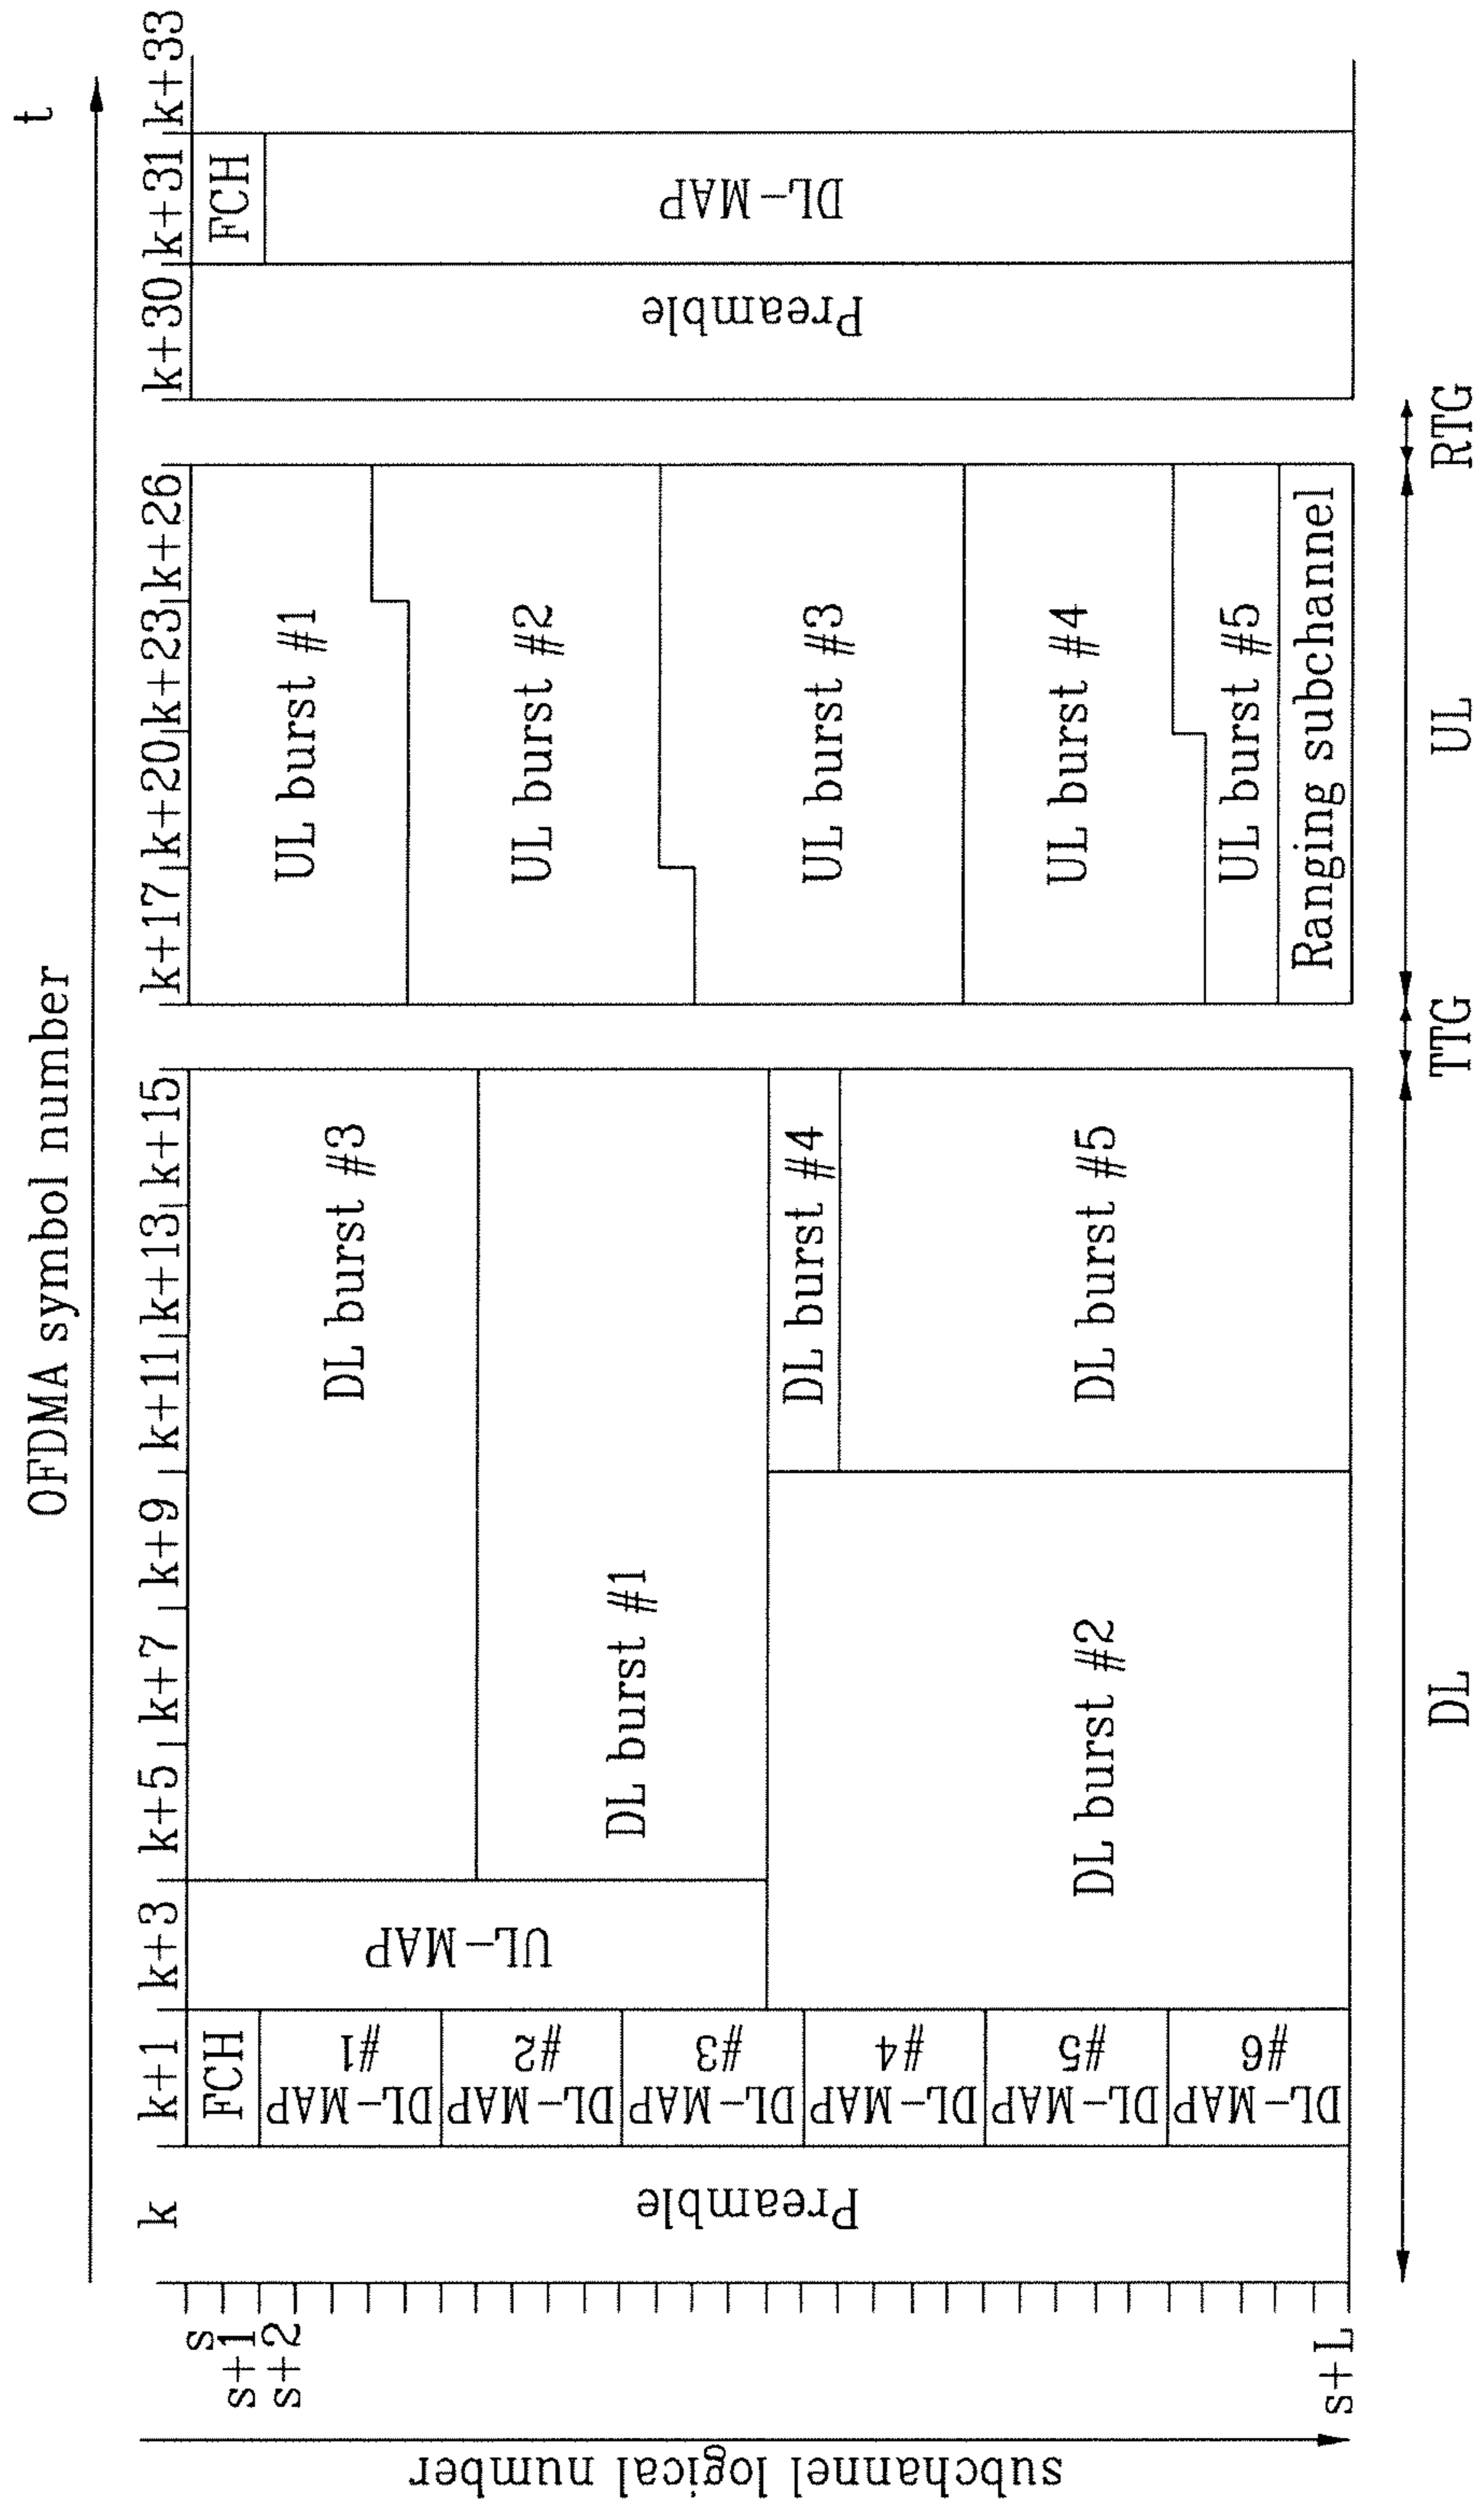 OFDMA symbol number
t
k
k+1
k+3
k+5
k+7
k+9
k+11
k+13
k+15
k+17
k+20
k+23
k+26
k+30
k+31
k+33
subchannel logical number
s
s+1
s+2
s+L
Preamble
FCH
DL-MAP
#1
DL-MAP
#2
DL-MAP
#3
DL-MAP
#4
DL-MAP
#5
DL-MAP
#6
UL-MAP
DL burst #3
DL burst #1
DL burst #2
DL burst #4
DL burst #5
UL burst #1
UL burst #2
UL burst #3
UL burst #4
UL burst #5
Ranging subchannel
Preamble
FCH
DL-MAP
DL
TTG
UL
RTG